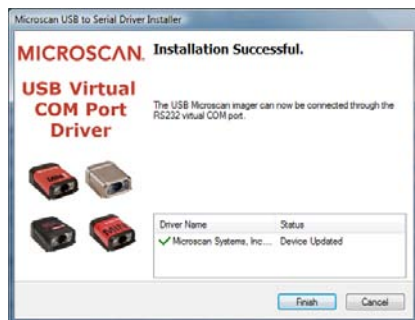 Microscan USB to Serial Driver Installer
MICROSCAN.
Installation Successful.
USB Virtual
COM Port
Driver
The USB Microscan imager can now be connected through the
RS232 virtual COM port.
Driver Name Status
Microscan Systems, Inc.... Device Updated
Finish Cancel